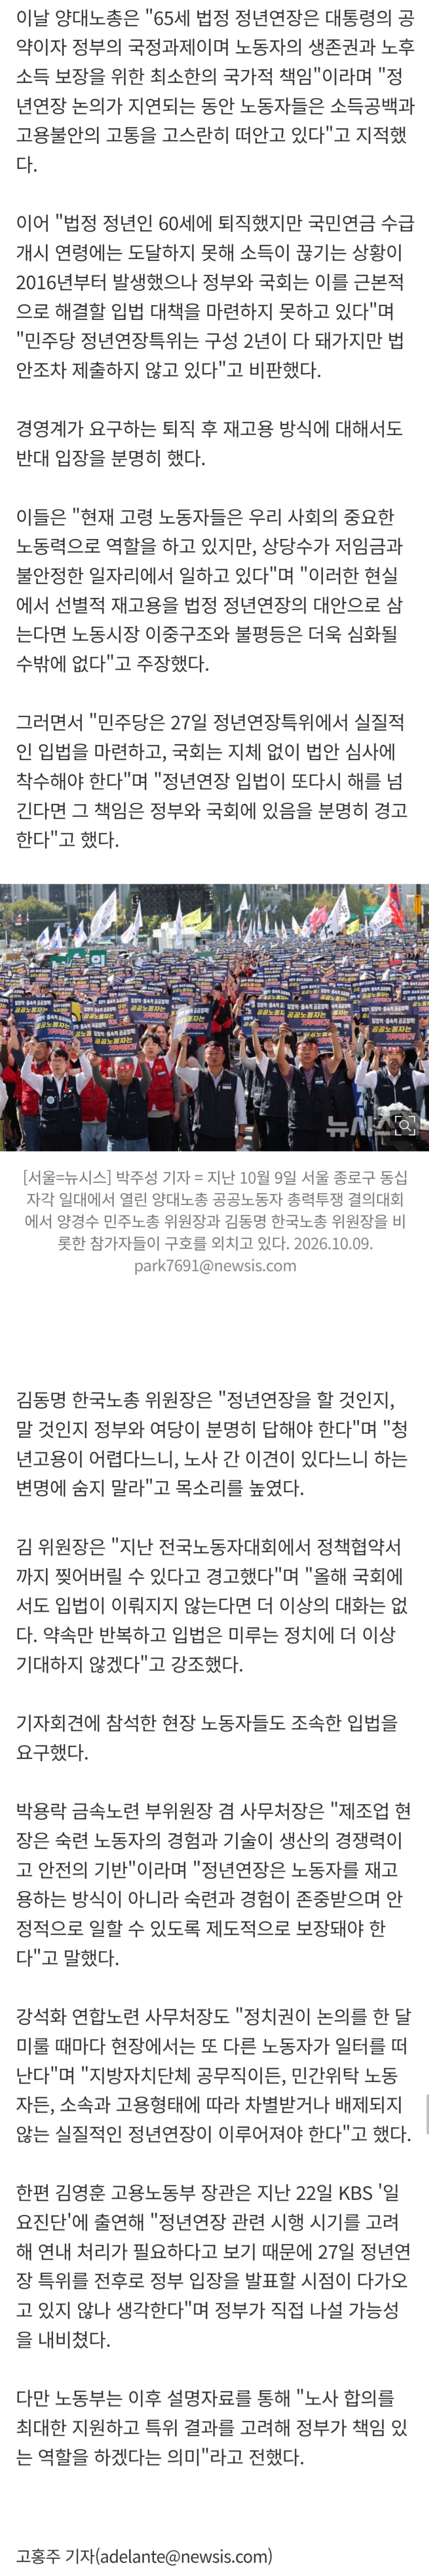 이날 양대노총은 "65세 법정 정년연장은 대통령의 공
약이자 정부의 국정과제이며 노동자의 생존권과 노후
소득 보장을 위한 최소한의 국가적 책임"이라며 "정
년연장 논의가 지연되는 동안 노동자들은 소득공백과
고용불안의 고통을 고스란히 떠안고 있다"고 지적했
다.
이어 "법정 정년인 60세에 퇴직했지만 국민연금 수급
개시 연령에는 도달하지 못해 소득이 끊기는 상황이
2016년부터 발생했으나 정부와 국회는 이를 근본적
으로 해결할 입법 대책을 마련하지 못하고 있다"며
"민주당 정년연장특위는 구성 2년이 다 돼가지만 법
안조차 제출하지 않고 있다"고 비판했다.
경영계가 요구하는 퇴직 후 재고용 방식에 대해서도
반대 입장을 분명히 했다.
이들은 "현재 고령 노동자들은 우리 사회의 중요한
노동력으로 역할을 하고 있지만, 상당수가 저임금과
불안정한 일자리에서 일하고 있다"며 "이러한 현실
에서 선별적 재고용을 법정 정년연장의 대안으로 삼
는다면 노동시장 이중구조와 불평등은 더욱 심화될
수밖에 없다"고 주장했다.
그러면서 "민주당은 27일 정년연장특위에서 실질적
인 입법을 마련하고, 국회는 지체 없이 법안 심사에
착수해야 한다"며 "정년연장 입법이 또다시 해를 넘
긴다면 그 책임은 정부와 국회에 있음을 분명히 경고
한다"고 했다.
뉴시스
[서울=뉴시스] 박주성 기자 = 지난 10월 9일 서울 종로구 동십
자각 일대에서 열린 양대노총 공공노동자 총력투쟁 결의대회
에서 양경수 민주노총 위원장과 김동명 한국노총 위원장을 비
롯한 참가자들이 구호를 외치고 있다. 2026.10.09.
park7691@newsis.com
김동명 한국노총 위원장은 "정년연장을 할 것인지,
말 것인지 정부와 여당이 분명히 답해야 한다"며 "청
년고용이 어렵다느니, 노사 간 이견이 있다느니 하는
변명에 숨지 말라"고 목소리를 높였다.
김 위원장은 "지난 전국노동자대회에서 정책협약서
까지 찢어버릴 수 있다고 경고했다"며 "올해 국회에
서도 입법이 이뤄지지 않는다면 더 이상의 대화는 없
다. 약속만 반복하고 입법은 미루는 정치에 더 이상
기대하지 않겠다"고 강조했다.
기자회견에 참석한 현장 노동자들도 조속한 입법을
요구했다.
박용락 금속노련 부위원장 겸 사무처장은 "제조업 현
장은 숙련 노동자의 경험과 기술이 생산의 경쟁력이
고 안전의 기반"이라며 "정년연장은 노동자를 재고
용하는 방식이 아니라 숙련과 경험이 존중받으며 안
정적으로 일할 수 있도록 제도적으로 보장돼야 한
다"고 말했다.
강석화 연합노련 사무처장도 "정치권이 논의를 한 달
미룰 때마다 현장에서는 또 다른 노동자가 일터를 떠
난다"며 "지방자치단체 공무직이든, 민간위탁 노동
자든, 소속과 고용형태에 따라 차별받거나 배제되지
않는 실질적인 정년연장이 이루어져야 한다"고 했다.
한편 김영훈 고용노동부 장관은 지난 22일 KBS '일
요진단'에 출연해 "정년연장 관련 시행 시기를 고려
해 연내 처리가 필요하다고 보기 때문에 27일 정년연
장 특위를 전후로 정부 입장을 발표할 시점이 다가오
고 있지 않나 생각한다"며 정부가 직접 나설 가능성
을 내비쳤다.
다만 노동부는 이후 설명자료를 통해 "노사 합의를
최대한 지원하고 특위 결과를 고려해 정부가 책임 있
는 역할을 하겠다는 의미"라고 전했다.
고홍주 기자(adelante@newsis.com)